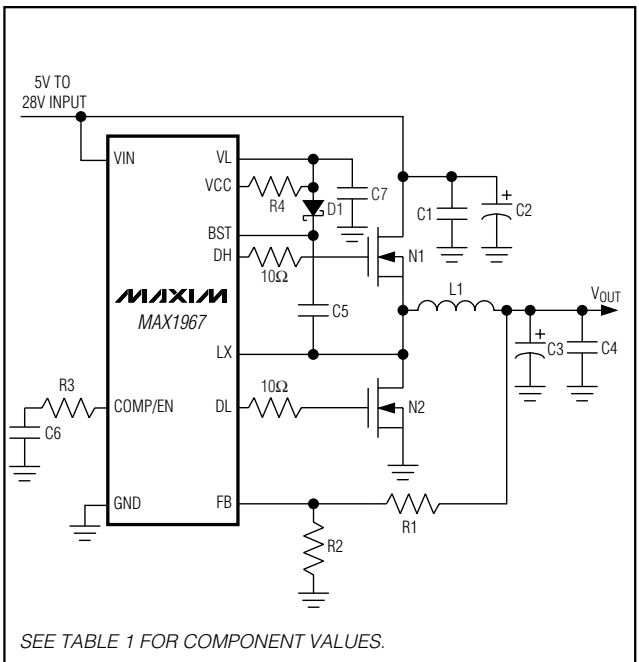 5V TO
28V INPUT
VIN
VL
VCC
R4
D1
C7
C1
+
C2
BST
DH
10Ω
N1
MAXIM
MAX1967
C5
L1
VOUT
+
C3
C4
LX
R3
COMP/EN
DL
10Ω
N2
C6
GND
FB
R1
R2
SEE TABLE 1 FOR COMPONENT VALUES.